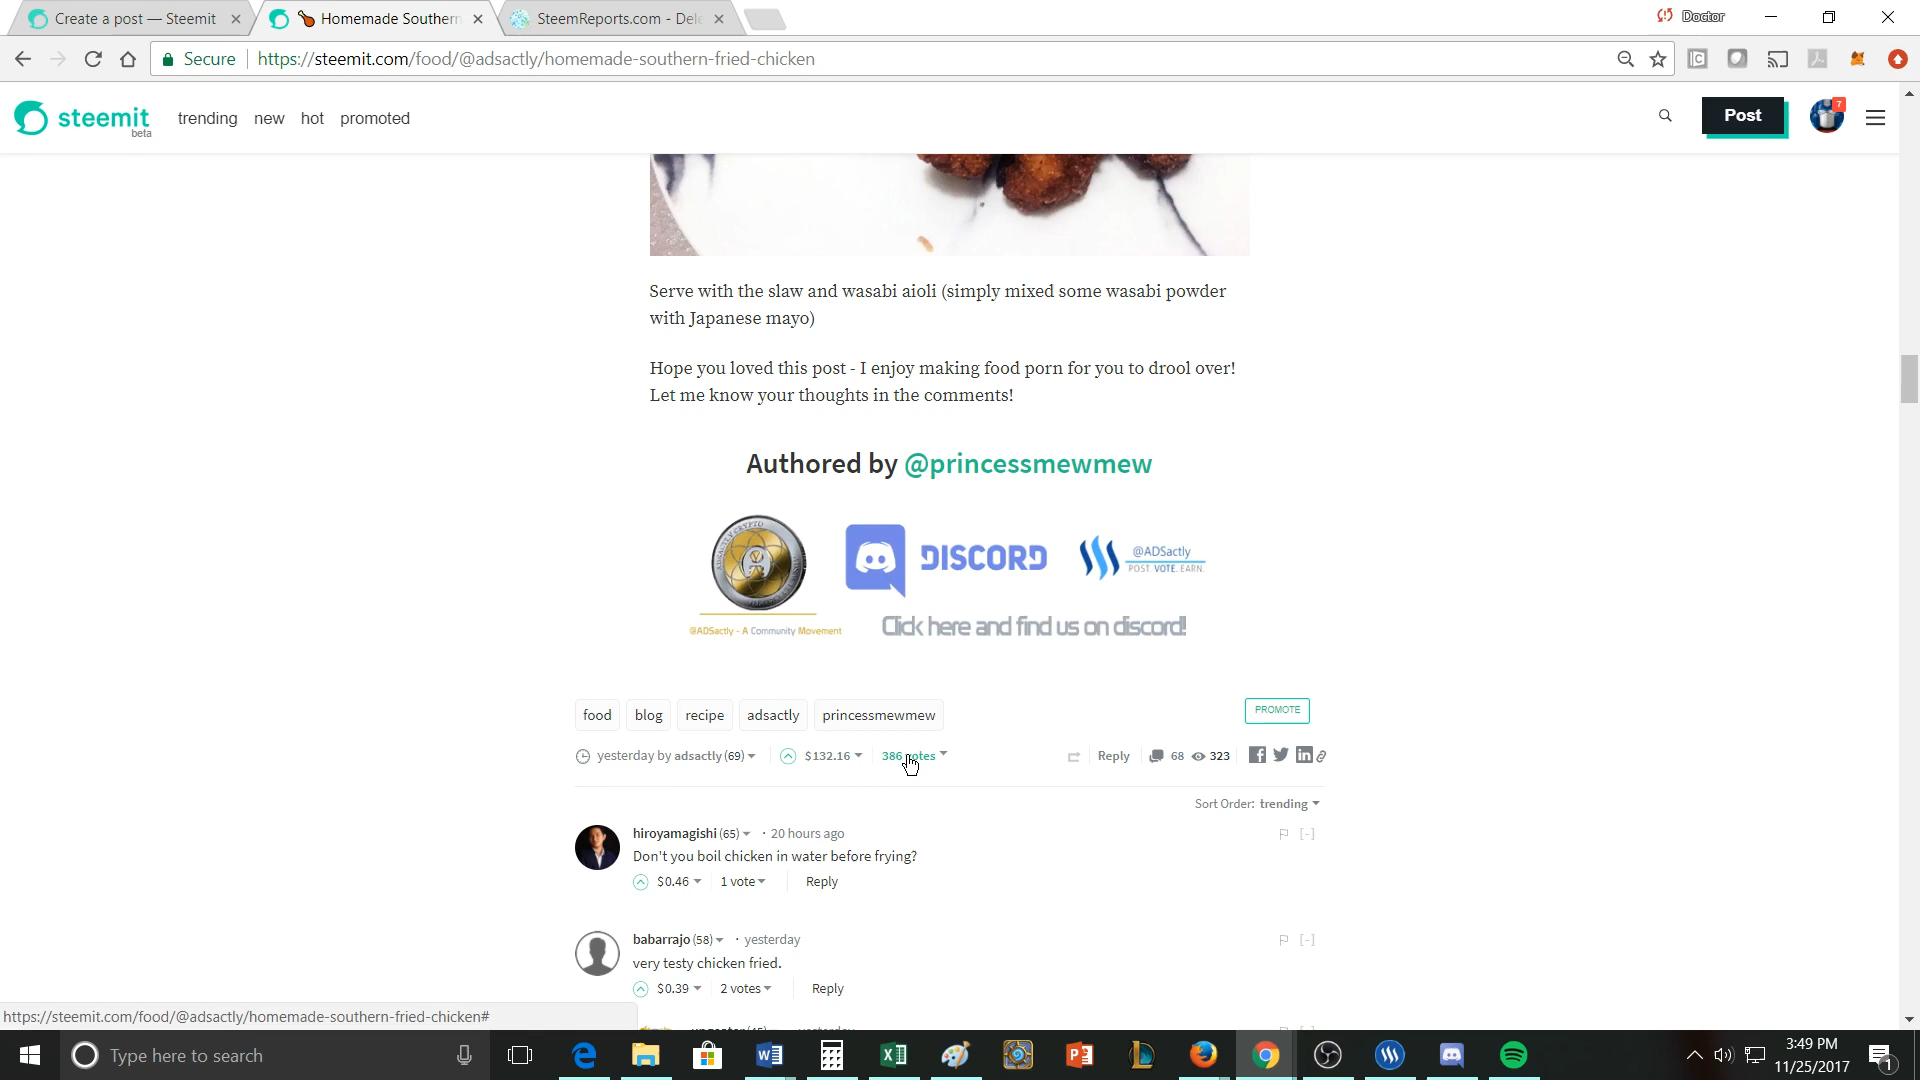 Create a post — Steemit
Homemade Southern
SteemReports.com - Del
Doctor
Secure
https://steemit.com/food/@adsactly/homemade-southern-fried-chicken
steemit
beta
trending new hot promoted
Post
7
Serve with the slaw and wasabi aioli (simply mixed some wasabi powder
with Japanese mayo)
Hope you loved this post - I enjoy making food porn for you to drool over!
Let me know your thoughts in the comments!
Authored by @princessmewmew
DISCORD
@ADSactly
POST. VOTE. EARN.
@ADSactly - A Community Movement
Click here and find us on discord!
food blog recipe adsactly princessmewmew
PROMOTE
yesterday by adsactly (69) $132.16 386 votes Reply 68 323
Sort Order: trending
hiroyamagishi (65) · 20 hours ago [-]
Don't you boil chicken in water before frying?
$0.46 1 vote Reply
babarrajo (58) · yesterday [-]
very testy chicken fried.
$0.39 2 votes Reply
https://steemit.com/food/@adsactly/homemade-southern-fried-chicken#
Type here to search
3:49 PM
11/25/2017
1